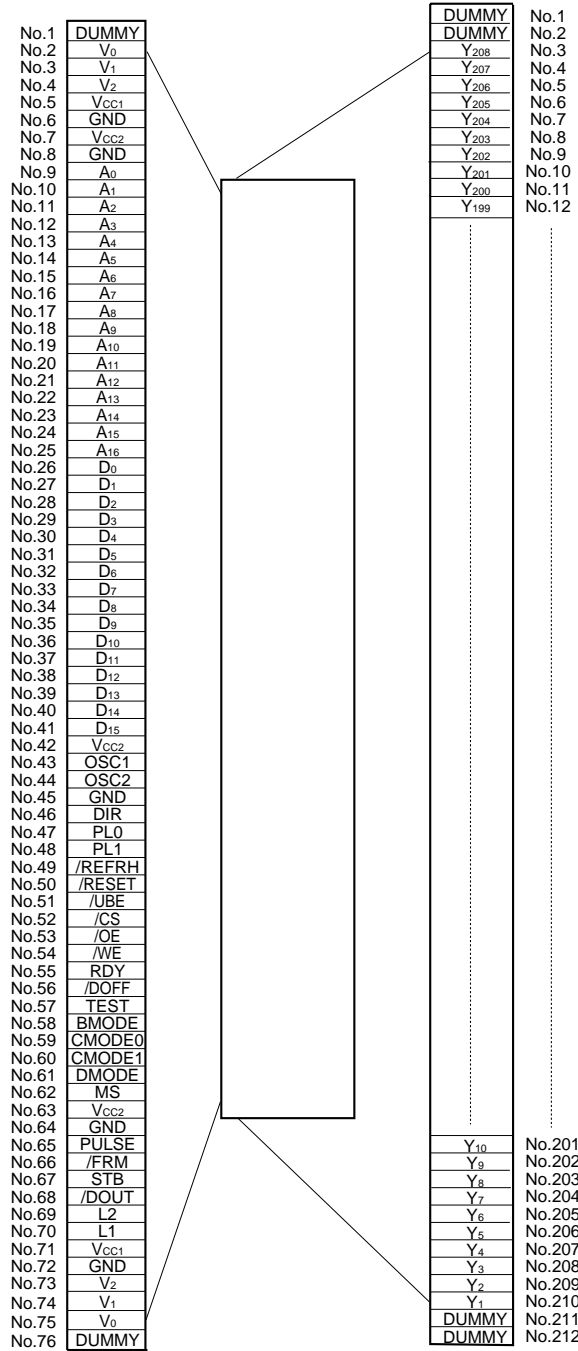 No.1 DUMMY
No.2 V0
No.3 V1
No.4 V2
No.5 VCC1
No.6 GND
No.7 VCC2
No.8 GND
No.9 A0
No.10 A1
No.11 A2
No.12 A3
No.13 A4
No.14 A5
No.15 A6
No.16 A7
No.17 A8
No.18 A9
No.19 A10
No.20 A11
No.21 A12
No.22 A13
No.23 A14
No.24 A15
No.25 A16
No.26 D0
No.27 D1
No.28 D2
No.29 D3
No.30 D4
No.31 D5
No.32 D6
No.33 D7
No.34 D8
No.35 D9
No.36 D10
No.37 D11
No.38 D12
No.39 D13
No.40 D14
No.41 D15
No.42 VCC2
No.43 OSC1
No.44 OSC2
No.45 GND
No.46 DIR
No.47 PL0
No.48 PL1
No.49 /REFRH
No.50 /RESET
No.51 /UBE
No.52 /CS
No.53 /OE
No.54 /WE
No.55 RDY
No.56 /DOFF
No.57 TEST
No.58 BMODE
No.59 CMODE0
No.60 CMODE1
No.61 DMODE
No.62 MS
No.63 VCC2
No.64 GND
No.65 PULSE
No.66 /FRM
No.67 STB
No.68 /DOUT
No.69 L2
No.70 L1
No.71 VCC1
No.72 GND
No.73 V2
No.74 V1
No.75 V0
No.76 DUMMY
DUMMY No.1
DUMMY No.2
Y208 No.3
Y207 No.4
Y206 No.5
Y205 No.6
Y204 No.7
Y203 No.8
Y202 No.9
Y201 No.10
Y200 No.11
Y199 No.12
Y10 No.201
Y9 No.202
Y8 No.203
Y7 No.204
Y6 No.205
Y5 No.206
Y4 No.207
Y3 No.208
Y2 No.209
Y1 No.210
DUMMY No.211
DUMMY No.212